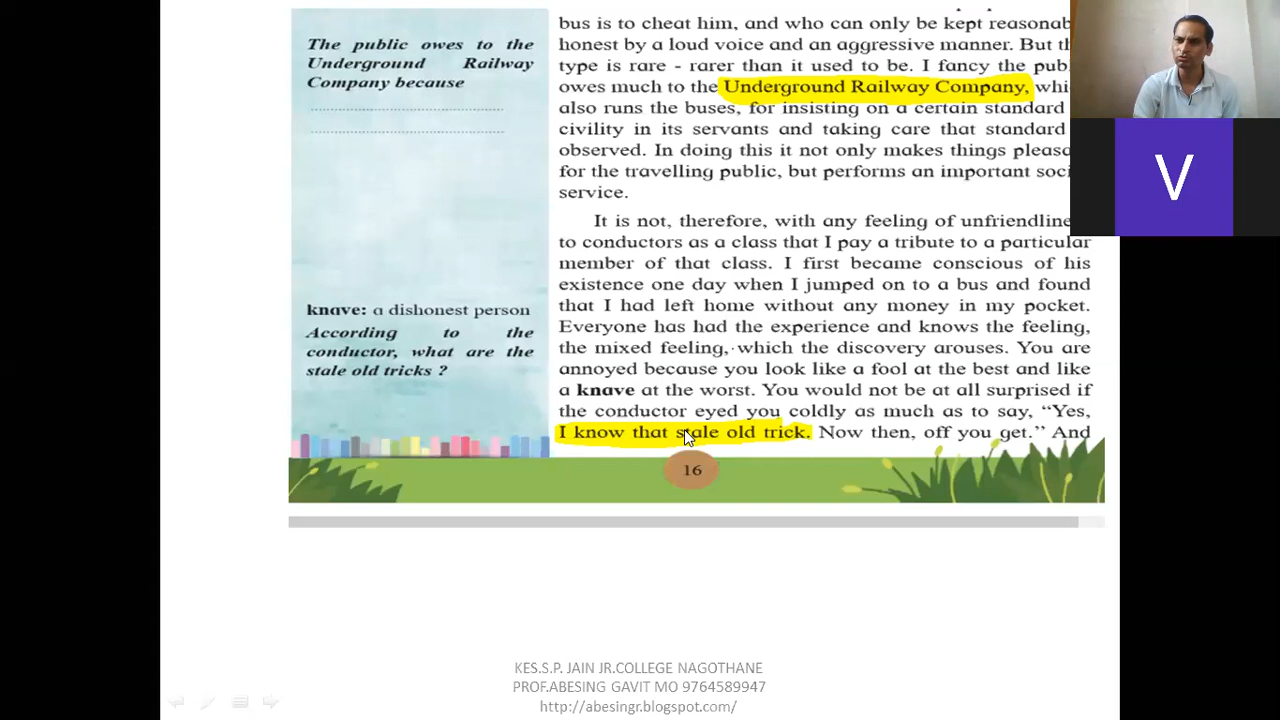 The public owes to the
Underground Railway
Company because
knave: a dishonest person
According to the
conductor, what are the
stale old tricks ?
bus is to cheat him, and who can only be kept
honest by a loud voice and an aggressive manner. But
type is rare - rarer than it used to be. I fancy the
owes much to the Underground Railway Company,
also runs the buses, for insisting on a certain standard
civility in its servants and taking care that standard
observed. In doing this it not only makes things
for the travelling public, but performs an important
service.
It is not, therefore, with any feeling of
to conductors as a class that I pay a tribute to a particular
member of that class. I first became conscious of his
existence one day when I jumped on to a bus and found
that I had left home without any money in my pocket.
Everyone has had the experience and knows the feeling,
the mixed feeling, which the discovery arouses. You are
annoyed because you look like a fool at the best and like
a knave at the worst. You would not be at all surprised if
the conductor eyed you coldly as much as to say, “Yes,
I know that stale old trick. Now then, off you get.” And
16
V
KES.S.P. JAIN JR.COLLEGE NAGOTHANE
PROF.ABESING GAVIT MO 9764589947
http://abesingr.blogspot.com/